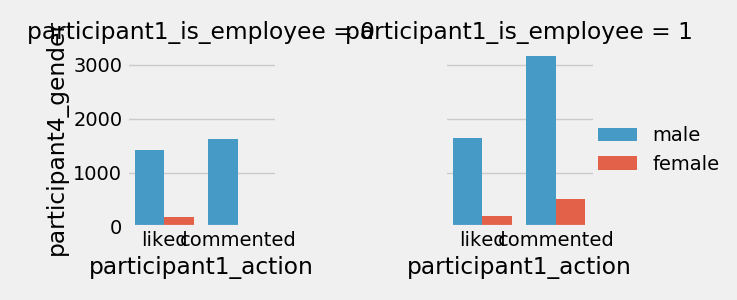 participant1_is_employee = 0
participant1_is_employee = 1
participant4_gender
3000
2000
1000
0
male
female
liked
commented
liked
commented
participant1_action
participant1_action